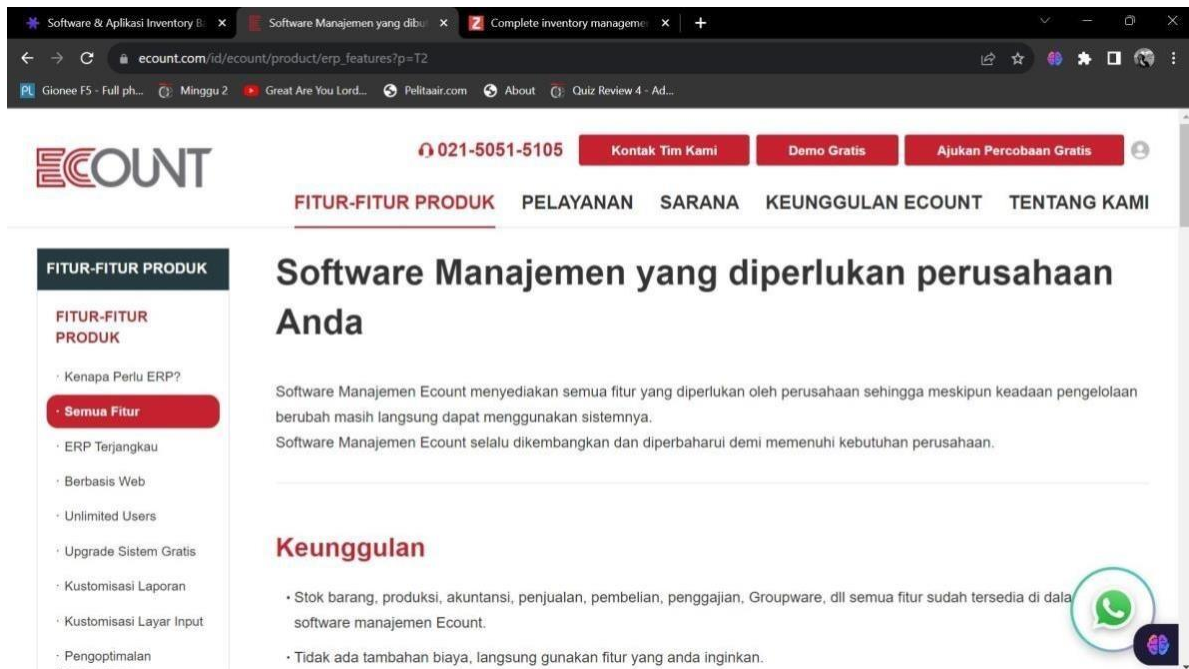 Software & Aplikasi Inventory B
Software Manajemen yang dibu
Complete inventory manageme
ecount.com/id/ecount/product/erp_features?p=T2
PL Gionee F5 - Full ph...
Minggu 2
Great Are You Lord...
Pelitaair.com
About
Quiz Review 4 - Ad...
ECOUNT
021-5051-5105
Kontak Tim Kami
Demo Gratis
Ajukan Percobaan Gratis
FITUR-FITUR PRODUK
PELAYANAN
SARANA
KEUNGGULAN ECOUNT
TENTANG KAMI
FITUR-FITUR PRODUK
FITUR-FITUR
PRODUK
· Kenapa Perlu ERP?
· Semua Fitur
· ERP Terjangkau
· Berbasis Web
· Unlimited Users
· Upgrade Sistem Gratis
· Kustomisasi Laporan
· Kustomisasi Layar Input
· Pengoptimalan
Software Manajemen yang diperlukan perusahaan
Anda
Software Manajemen Ecount menyediakan semua fitur yang diperlukan oleh perusahaan sehingga meskipun keadaan pengelolaan
berubah masih langsung dapat menggunakan sistemnya.
Software Manajemen Ecount selalu dikembangkan dan diperbaharui demi memenuhi kebutuhan perusahaan.
Keunggulan
• Stok barang, produksi, akuntansi, penjualan, pembelian, penggajian, Groupware, dll semua fitur sudah tersedia di dala
software manajemen Ecount.
• Tidak ada tambahan biaya, langsung gunakan fitur yang anda inginkan.